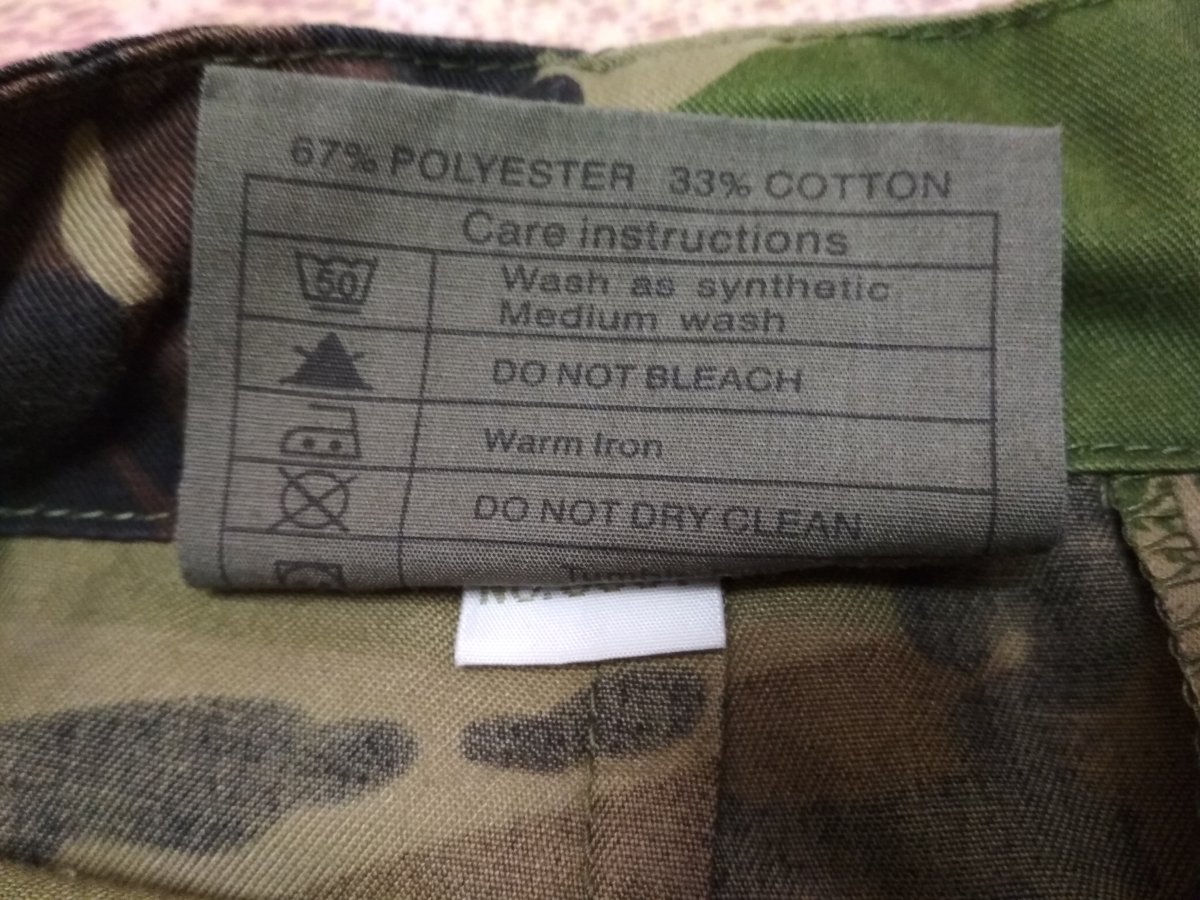 67% POLYESTER 33% COTTON
Care instructions
50
Wash as synthetic
Medium wash
DO NOT BLEACH
Warm Iron
DO NOT DRY CLEAN